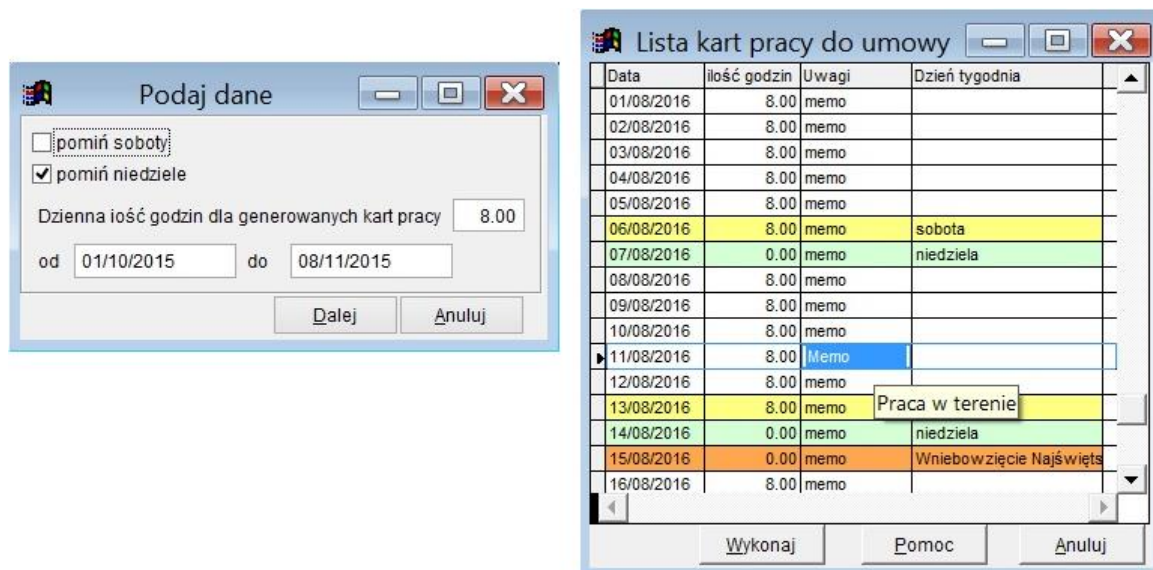 Podaj dane
pomiń soboty
pomiń niedziele
Dzienna iość godzin dla generowanych kart pracy 8.00
od 01/10/2015 do 08/11/2015
Dalej Anuluj
Lista kart pracy do umowy
Data ilość godzin Uwagi Dzień tygodnia
01/08/2016 8.00 memo
02/08/2016 8.00 memo
03/08/2016 8.00 memo
04/08/2016 8.00 memo
05/08/2016 8.00 memo
06/08/2016 8.00 memo sobota
07/08/2016 0.00 memo niedziela
08/08/2016 8.00 memo
09/08/2016 8.00 memo
10/08/2016 8.00 memo
11/08/2016 8.00 Memo
12/08/2016 8.00 memo
Praca w terenie
13/08/2016 8.00 memo
14/08/2016 0.00 memo niedziela
15/08/2016 0.00 memo Wniebowzięcie Najświęts
16/08/2016 8.00 memo
Wykonaj Pomoc Anuluj